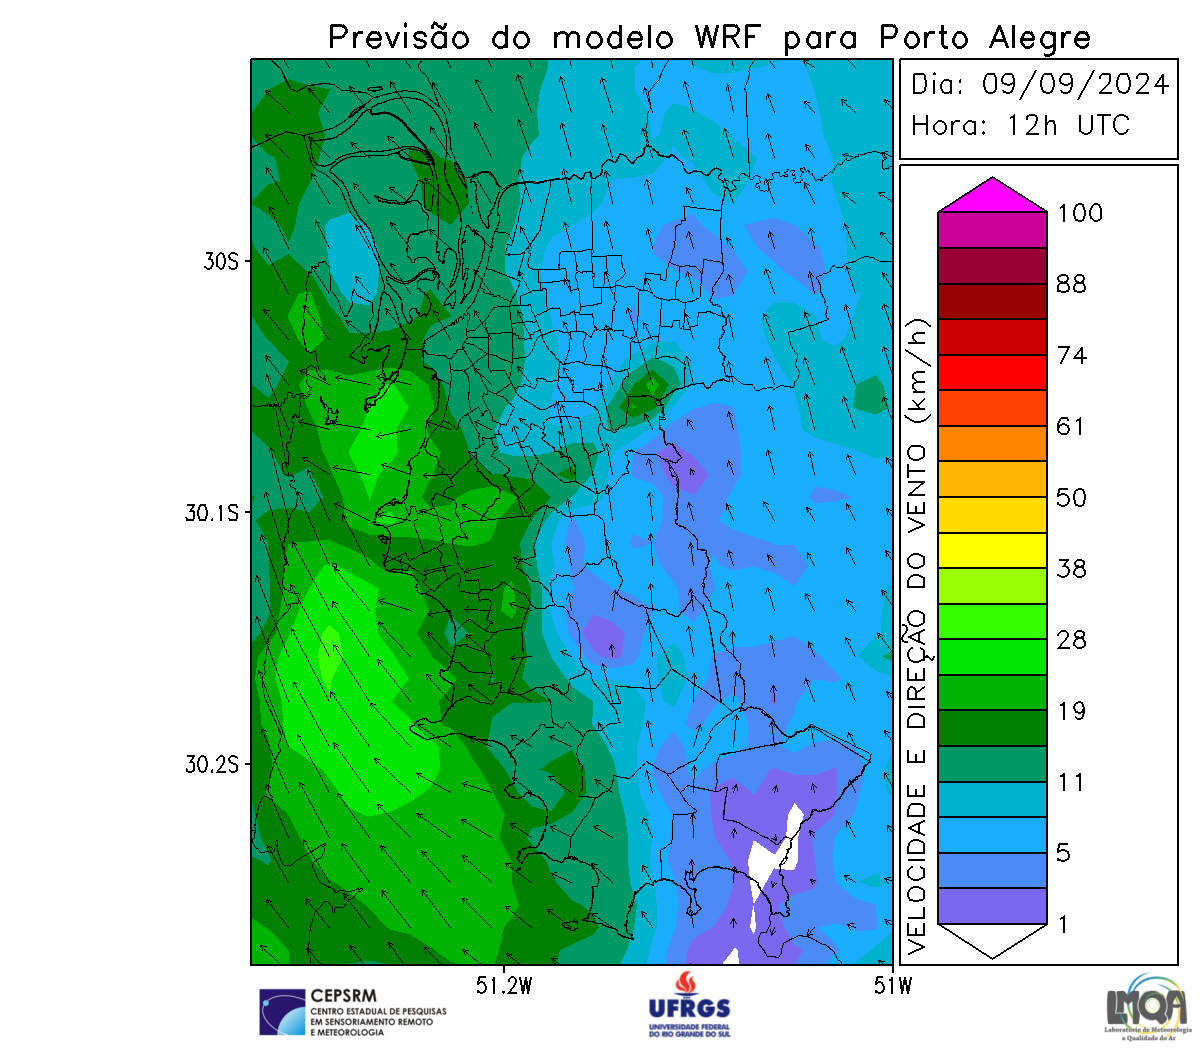 Previsão do modelo WRF para Porto Alegre
Dia: 09/09/2024
Hora: 12h UTC
30S
30.1S
30.2S
51.2W
51W
VELOCIDADE E DIREÇÃO DO VENTO (km/h)
100
88
74
61
50
38
28
19
11
5
1
CEPSRM
CENTRO ESTADUAL DE PESQUISAS
EM SENSORIAMENTO REMOTO
E METEOROLOGIA
UFRGS
UNIVERSIDADE FEDERAL
DO RIO GRANDE DO SUL
LMQA
Laboratório de Meteorologia
e Qualidade do Ar